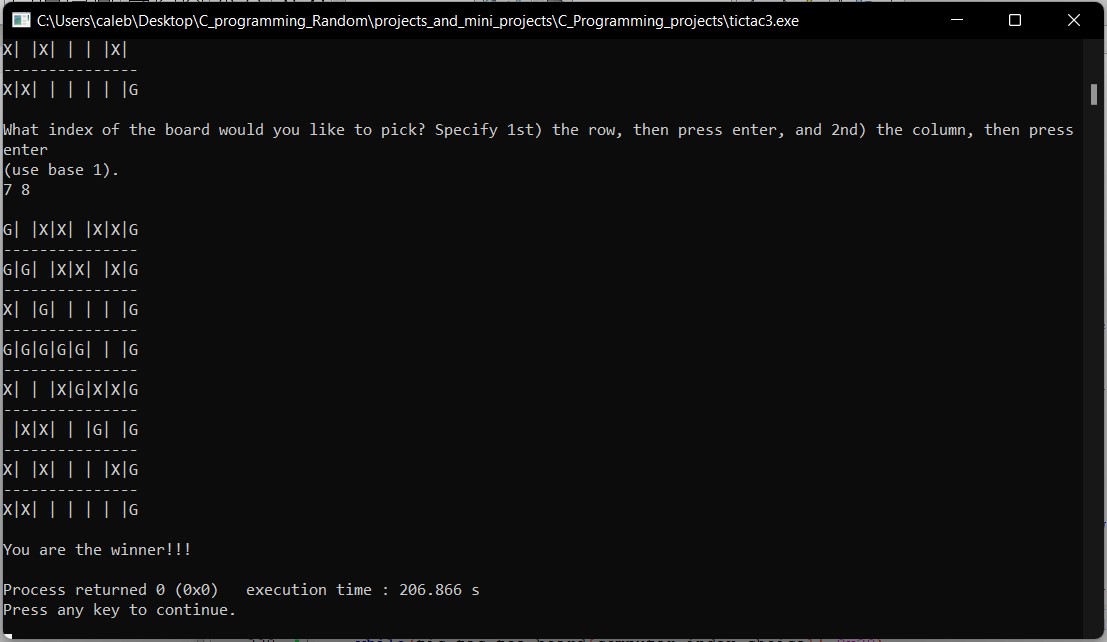 C:\Users\caleb\Desktop\C_programming_Random\projects_and_mini_projects\C_Programming_projects\tictac3.exe
X| |X| | | |X|
---------------
X|X| | | | | |G
What index of the board would you like to pick? Specify 1st) the row, then press enter, and 2nd) the column, then press
enter
(use base 1).
7 8
G| |X|X| |X|X|G
---------------
G|G| |X|X| |X|G
---------------
X| |G| | | | |G
---------------
G|G|G|G|G| | |G
---------------
X| | |X|G|X|X|G
---------------
 |X|X| | |G| |G
---------------
X| |X| | | |X|G
---------------
X|X| | | | | |G
You are the winner!!!
Process returned 0 (0x0)   execution time : 206.866 s
Press any key to continue.